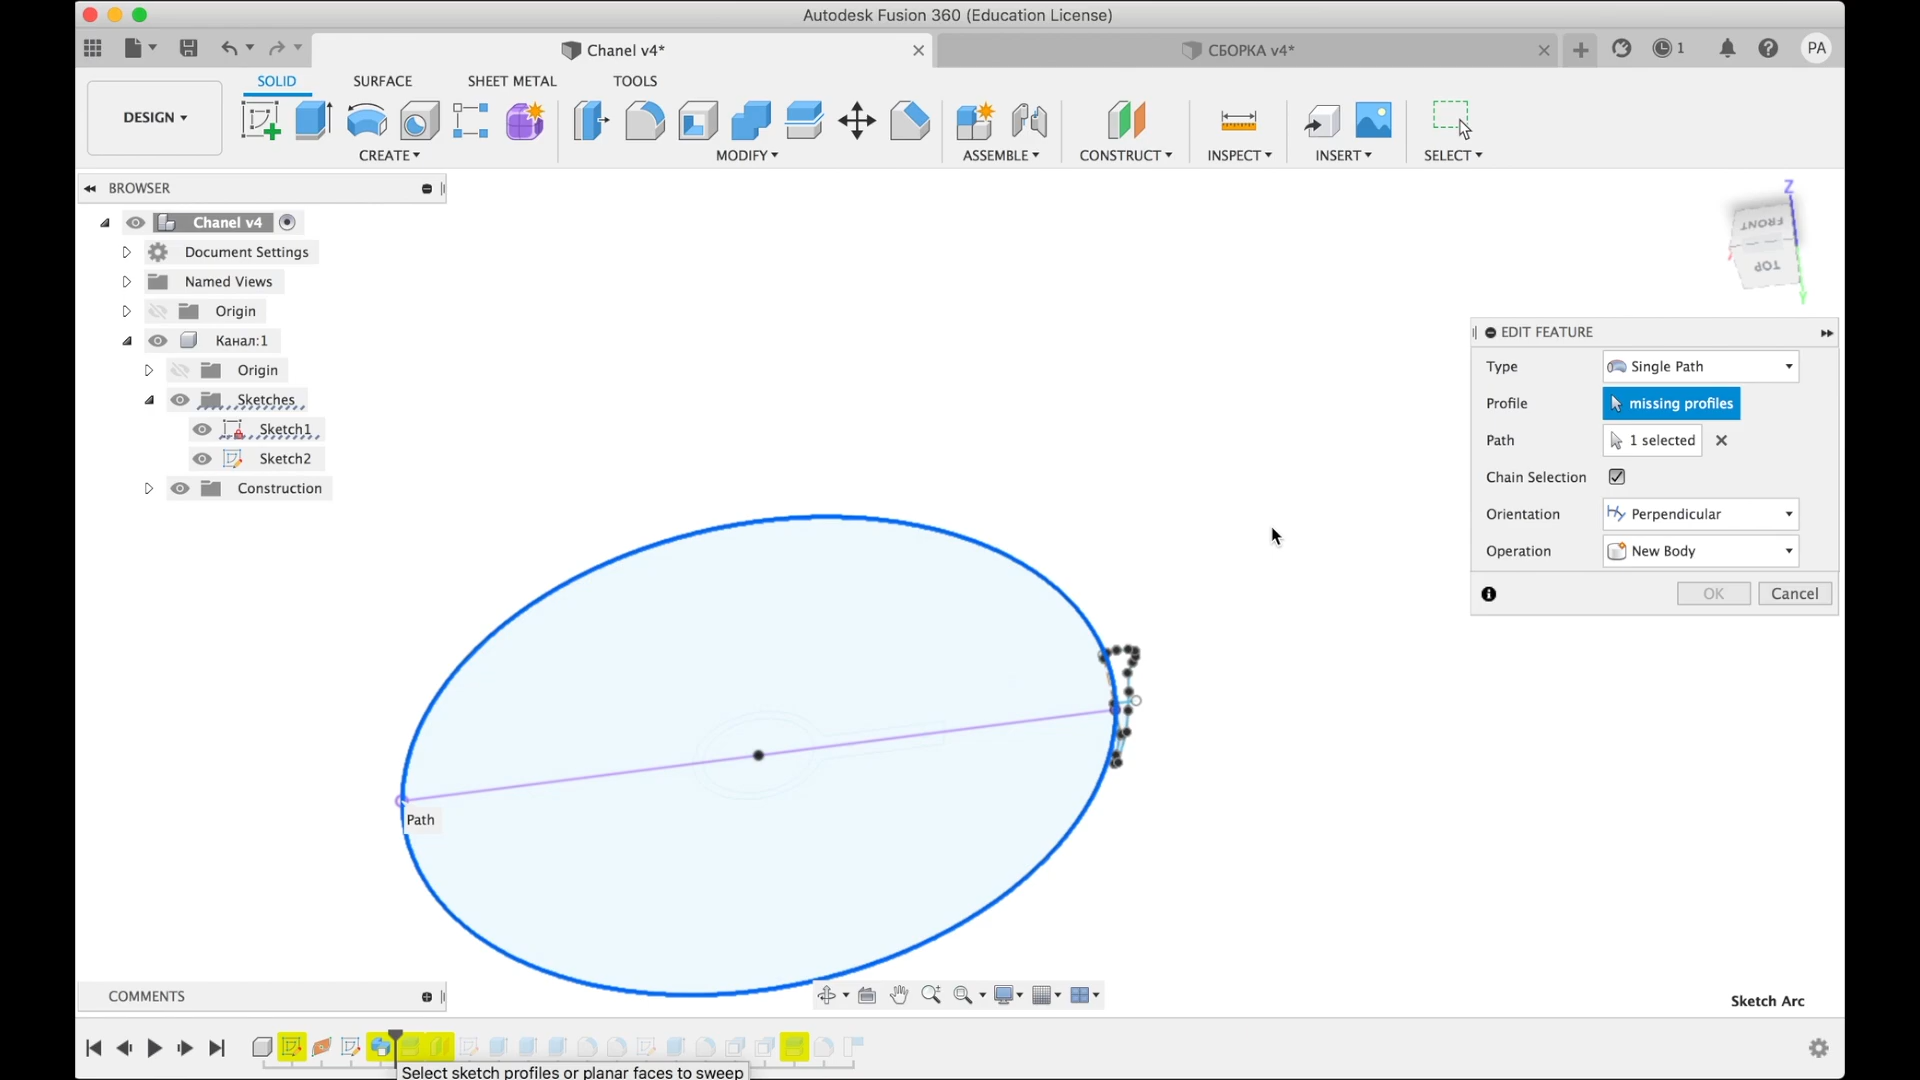 Autodesk Fusion 360 (Education License)
Chanel v4*
СБОРКА v4*
1
PA
SOLID
SURFACE
SHEET METAL
TOOLS
DESIGN
CREATE
MODIFY
ASSEMBLE
CONSTRUCT
INSPECT
INSERT
SELECT
BROWSER
Chanel v4
Document Settings
Named Views
Origin
Канал:1
Origin
Sketches
Sketch1
Sketch2
Construction
Z
FRONT
TOP
Y
EDIT FEATURE
Type
Single Path
Profile
missing profiles
Path
1 selected
Chain Selection
Orientation
Perpendicular
Operation
New Body
OK
Cancel
Path
COMMENTS
Sketch Arc
Select sketch profiles or planar faces to sweep